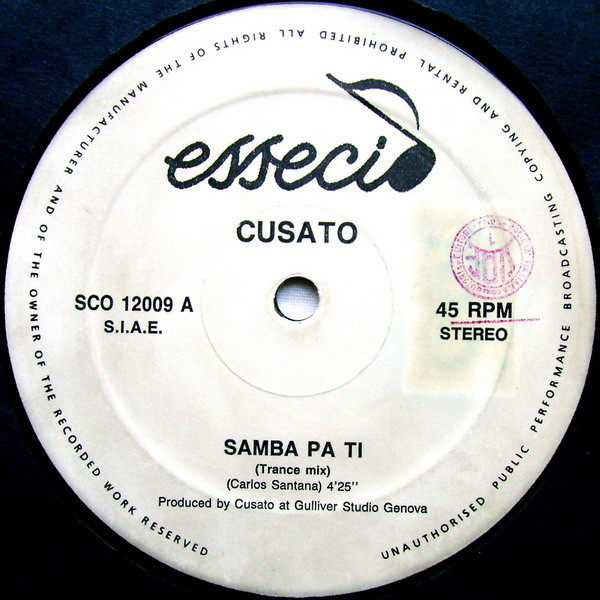 ALL RIGHTS OF THE MANUFACTURER AND OF THE OWNER OF THE RECORDED WORK RESERVED
UNAUTHORISED PUBLIC PERFORMANCE BROADCASTING COPYING AND RENTAL PROHIBITED
esseci
CUSATO
SCO 12009 A
S.I.A.E.
45 RPM
STEREO
SAMBA PA TI
(Trance mix)
(Carlos Santana) 4'25''
Produced by Cusato at Gulliver Studio Genova